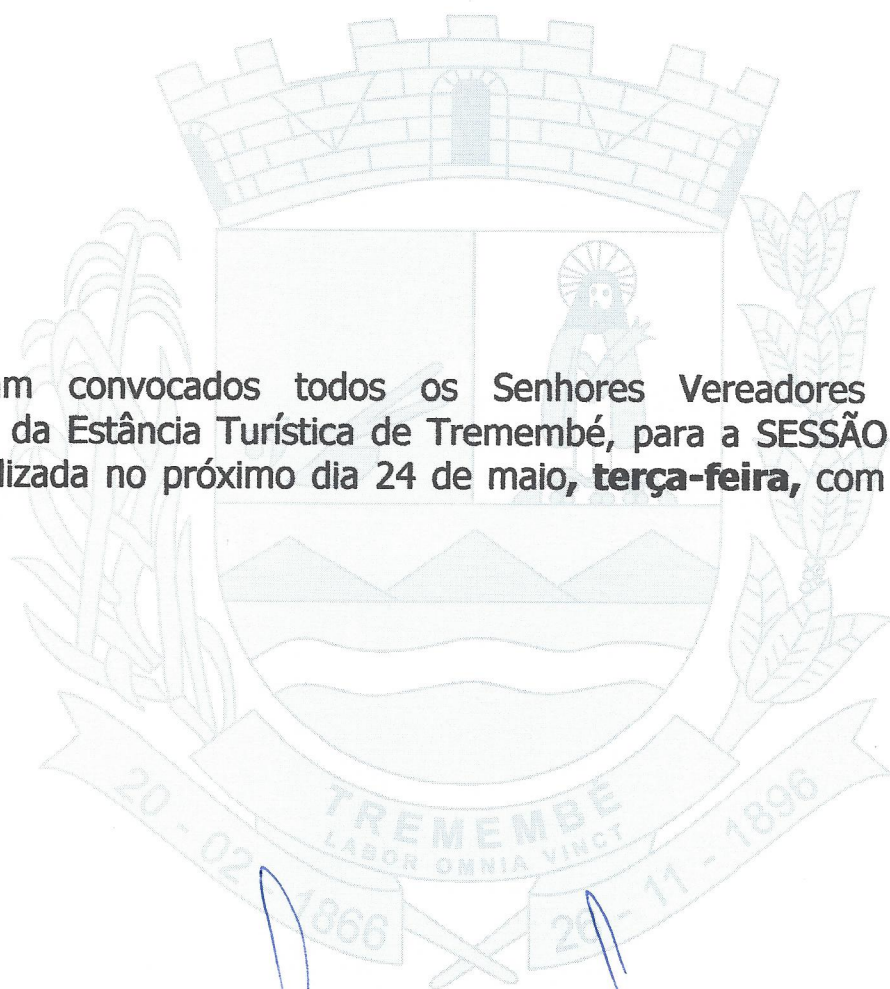 am convocados todos os Senhores Vereadores
da Estância Turística de Tremembé, para a SESSÃO
lizada no próximo dia 24 de maio, terça-feira, com
TREMEMBÉ
LABOR OMNIA VINCT
20 - 02 - 1866
26 - 11 - 1896